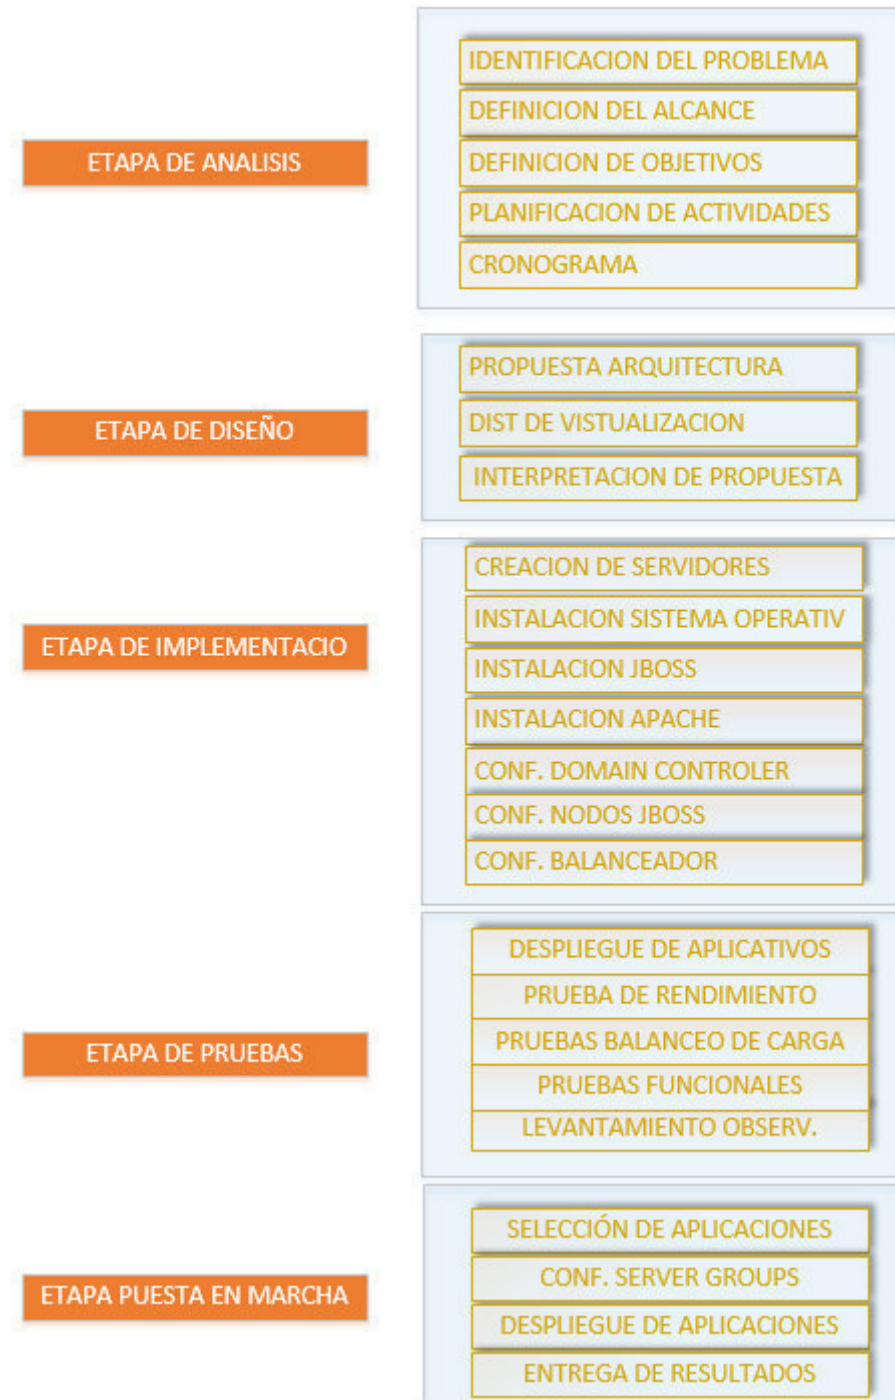 ETAPA DE ANALISIS
IDENTIFICACION DEL PROBLEMA
DEFINICION DEL ALCANCE
DEFINICION DE OBJETIVOS
PLANIFICACION DE ACTIVIDADES
CRONOGRAMA
ETAPA DE DISEÑO
PROPUESTA ARQUITECTURA
DIST DE VISTUALIZACION
INTERPRETACION DE PROPUESTA
ETAPA DE IMPLEMENTACIO
CREACION DE SERVIDORES
INSTALACION SISTEMA OPERATIV
INSTALACION JBOSS
INSTALACION APACHE
CONF. DOMAIN CONTROLER
CONF. NODOS JBOSS
CONF. BALANCEADOR
ETAPA DE PRUEBAS
DESPLIEGUE DE APLICATIVOS
PRUEBA DE RENDIMIENTO
PRUEBAS BALANCEO DE CARGA
PRUEBAS FUNCIONALES
LEVANTAMIENTO OBSERV.
ETAPA PUESTA EN MARCHA
SELECCIÓN DE APLICACIONES
CONF. SERVER GROUPS
DESPLIEGUE DE APLICACIONES
ENTREGA DE RESULTADOS